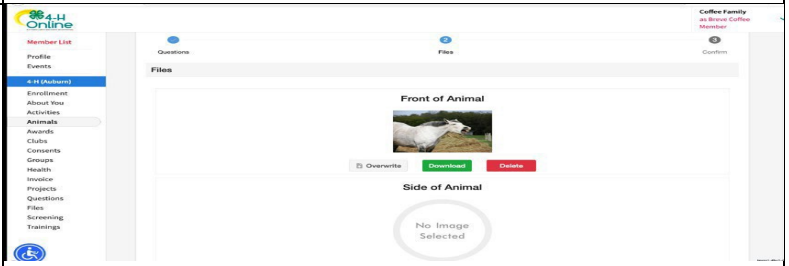 4-H
Online
Coffee Family
as Breve Coffee
Member
Member List
Profile
Events
4-H (Auburn)
Enrollment
About You
Activities
Animals
Awards
Clubs
Consents
Groups
Health
Invoice
Projects
Questions
Files
Screening
Trainings
Questions
2
Files
3
Confirm
Files
Front of Animal
Overwrite
Download
Delete
Side of Animal
No Image
Selected